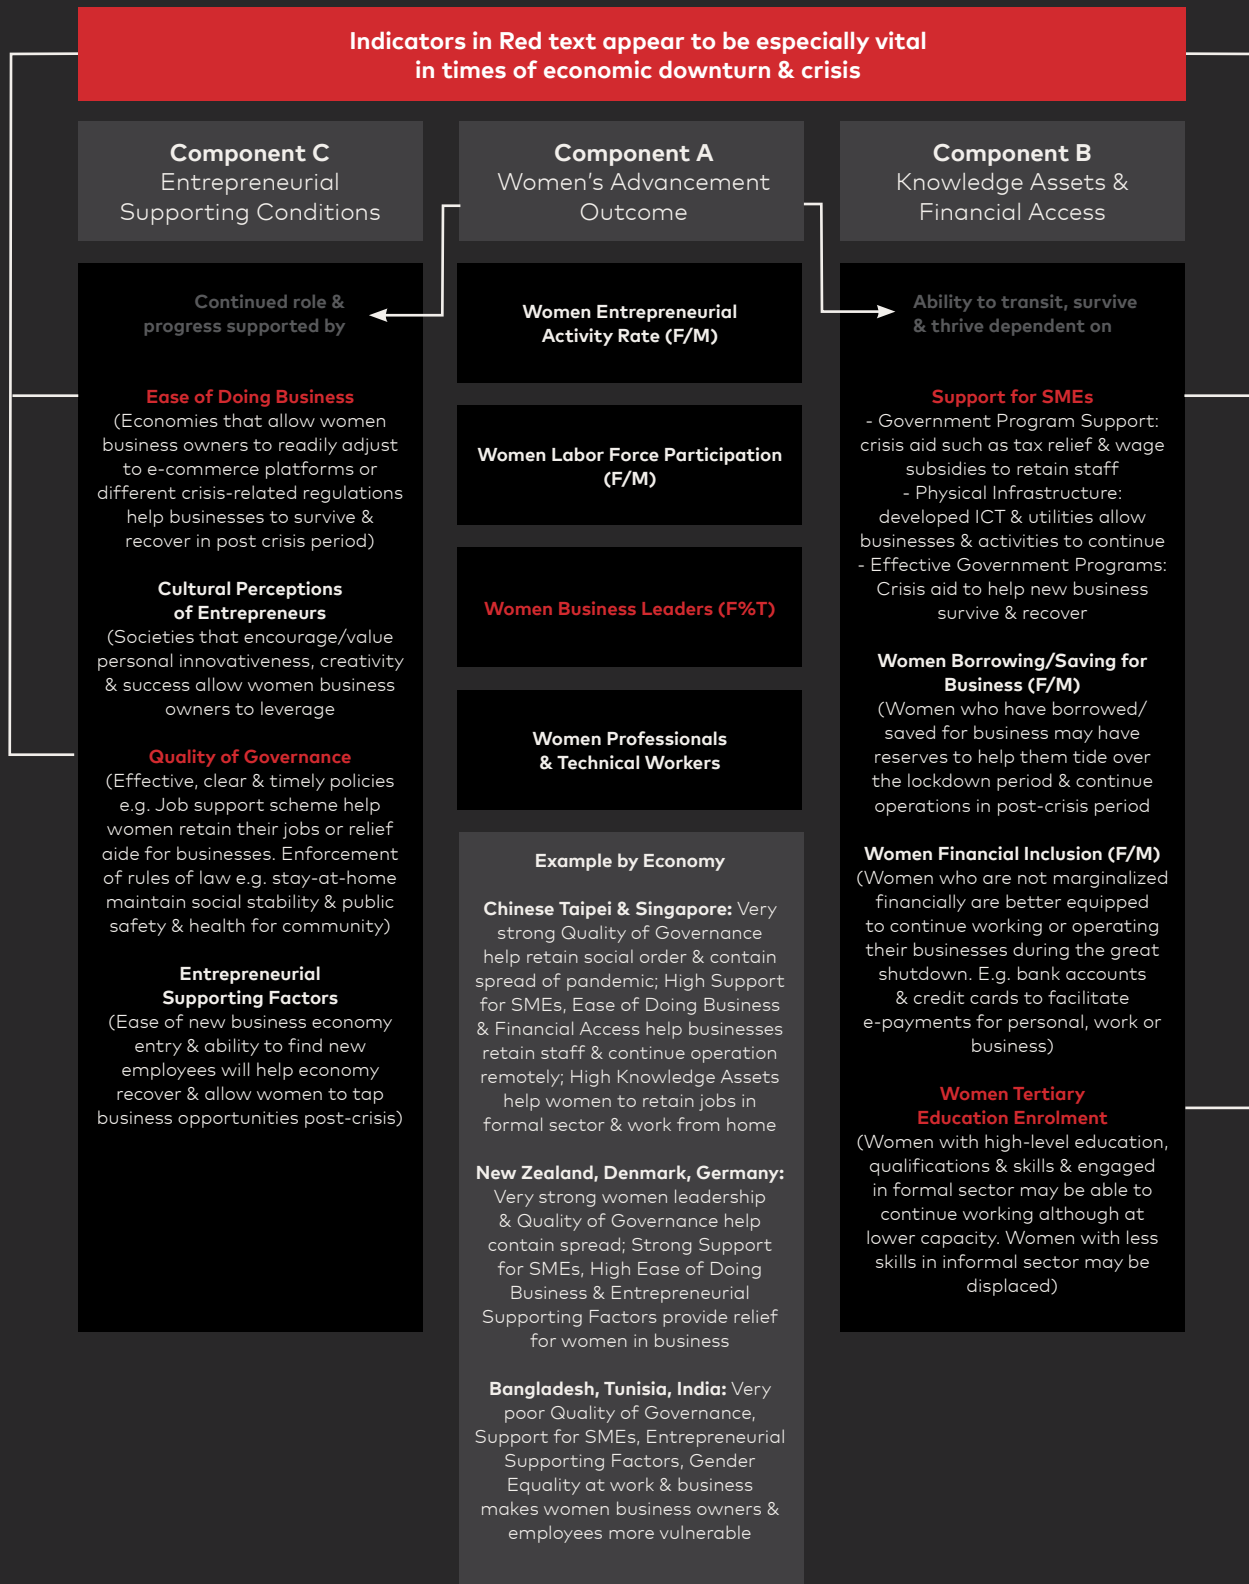 Indicators in Red text appear to be especially vital
in times of economic downturn & crisis
Component C
Entrepreneurial
Supporting Conditions
Continued role &
progress supported by
Ease of Doing Business
(Economies that allow women
business owners to readily adjust
to e-commerce platforms or
different crisis-related regulations
help businesses to survive &
recover in post crisis period)
Cultural Perceptions
of Entrepreneurs
(Societies that encourage/value
personal innovativeness, creativity
& success allow women business
owners to leverage
Quality of Governance
(Effective, clear & timely policies
e.g. Job support scheme help
women retain their jobs or relief
aide for businesses. Enforcement
of rules of law e.g. stay-at-home
maintain social stability & public
safety & health for community)
Entrepreneurial
Supporting Factors
(Ease of new business economy
entry & ability to find new
employees will help economy
recover & allow women to tap
business opportunities post-crisis)
Component A
Women's Advancement
Outcome
Women Entrepreneurial
Activity Rate (F/M)
Women Labor Force Participation
(F/M)
Women Business Leaders (F%T)
Women Professionals
& Technical Workers
Example by Economy
Chinese Taipei & Singapore: Very
strong Quality of Governance
help retain social order & contain
spread of pandemic; High Support
for SMEs, Ease of Doing Business
& Financial Access help businesses
retain staff & continue operation
remotely; High Knowledge Assets
help women to retain jobs in
formal sector & work from home
New Zealand, Denmark, Germany:
Very strong women leadership
& Quality of Governance help
contain spread; Strong Support
for SMEs, High Ease of Doing
Business & Entrepreneurial
Supporting Factors provide relief
for women in business
Bangladesh, Tunisia, India: Very
poor Quality of Governance,
Support for SMEs, Entrepreneurial
Supporting Factors, Gender
Equality at work & business
makes women business owners &
employees more vulnerable
Component B
Knowledge Assets &
Financial Access
Ability to transit, survive
& thrive dependent on
Support for SMEs
- Government Program Support:
crisis aid such as tax relief & wage
subsidies to retain staff
- Physical Infrastructure:
developed ICT & utilities allow
businesses & activities to continue
- Effective Government Programs:
Crisis aid to help new business
survive & recover
Women Borrowing/Saving for
Business (F/M)
(Women who have borrowed/
saved for business may have
reserves to help them tide over
the lockdown period & continue
operations in post-crisis period
Women Financial Inclusion (F/M)
(Women who are not marginalized
financially are better equipped
to continue working or operating
their businesses during the great
shutdown. E.g. bank accounts
& credit cards to facilitate
e-payments for personal, work or
business)
Women Tertiary
Education Enrolment
(Women with high-level education,
qualifications & skills & engaged
in formal sector may be able to
continue working although at
lower capacity. Women with less
skills in informal sector may be
displaced)